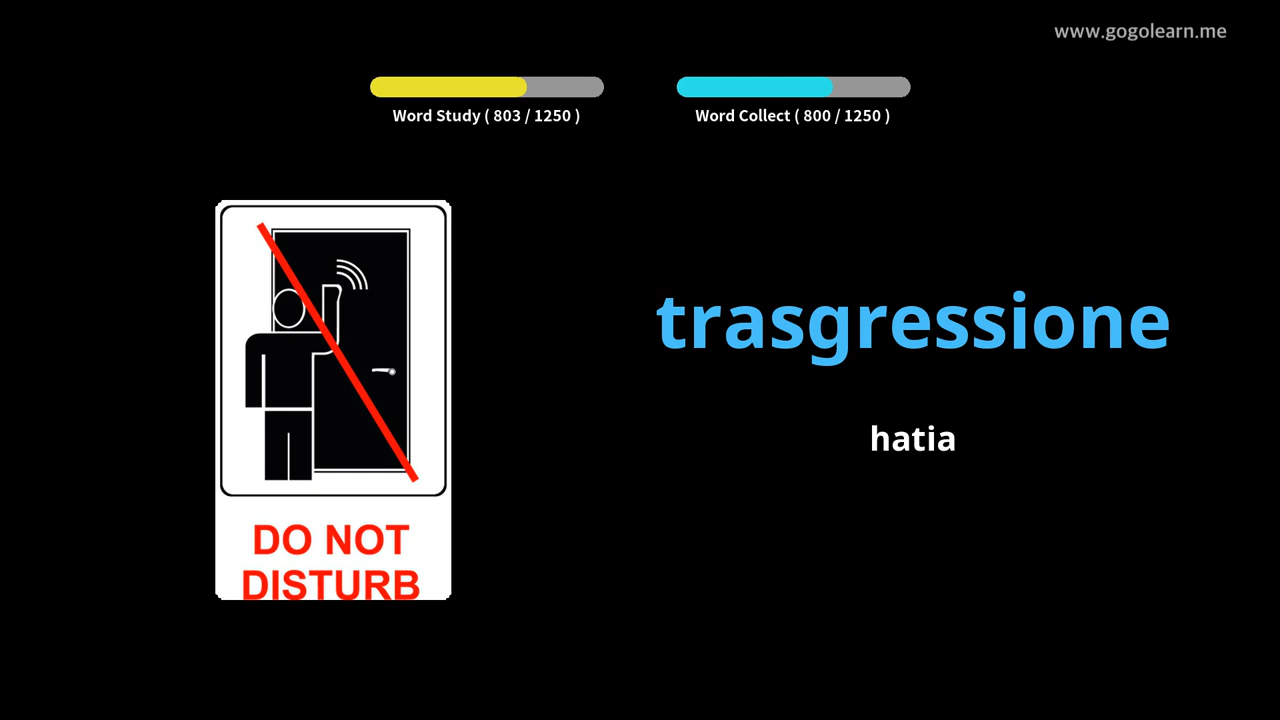 www.gogolearn.me
Word Study ( 803 / 1250 )
Word Collect ( 800 / 1250 )
trasgressione
hatia
DO NOT
DISTURB